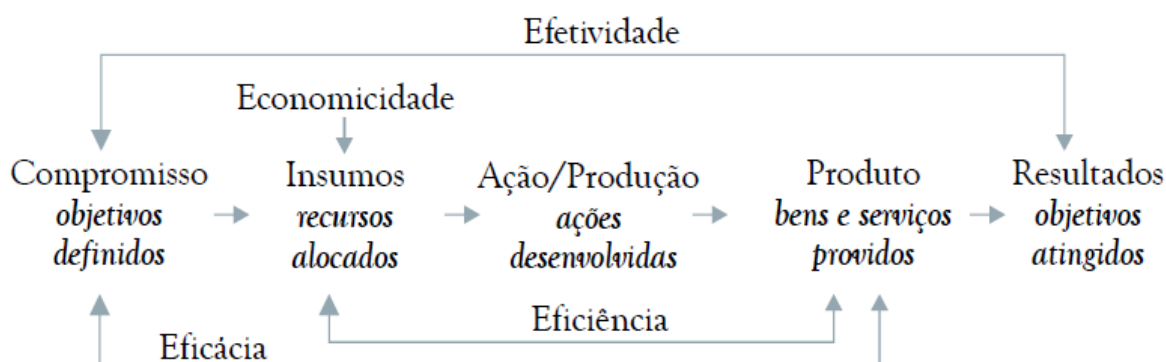 Efetividade
Economicidade
Compromisso
objetivos
definidos
Insumos
recursos
alocados
Ação/Produção
ações
desenvolvidas
Produto
bens e serviços
providos
Resultados
objetivos
atingidos
Eficiência
Eficácia